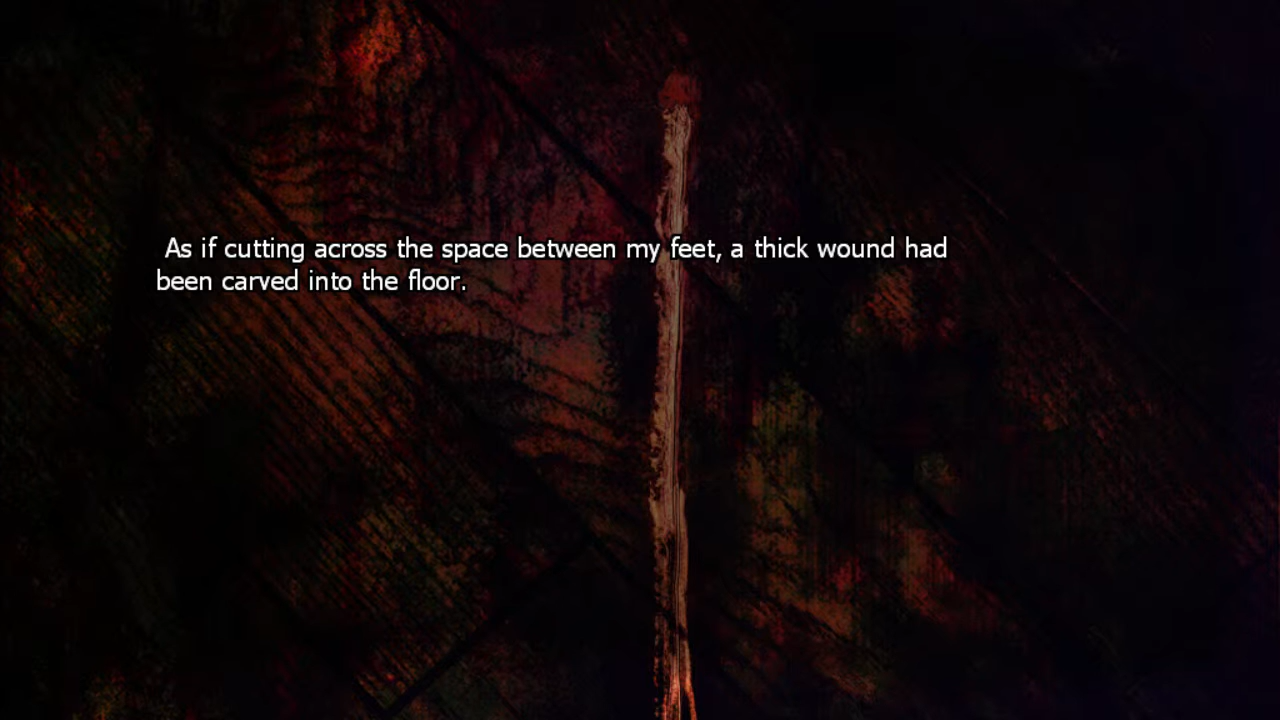 As if cutting across the space between my feet, a thick wound had
been carved into the floor.